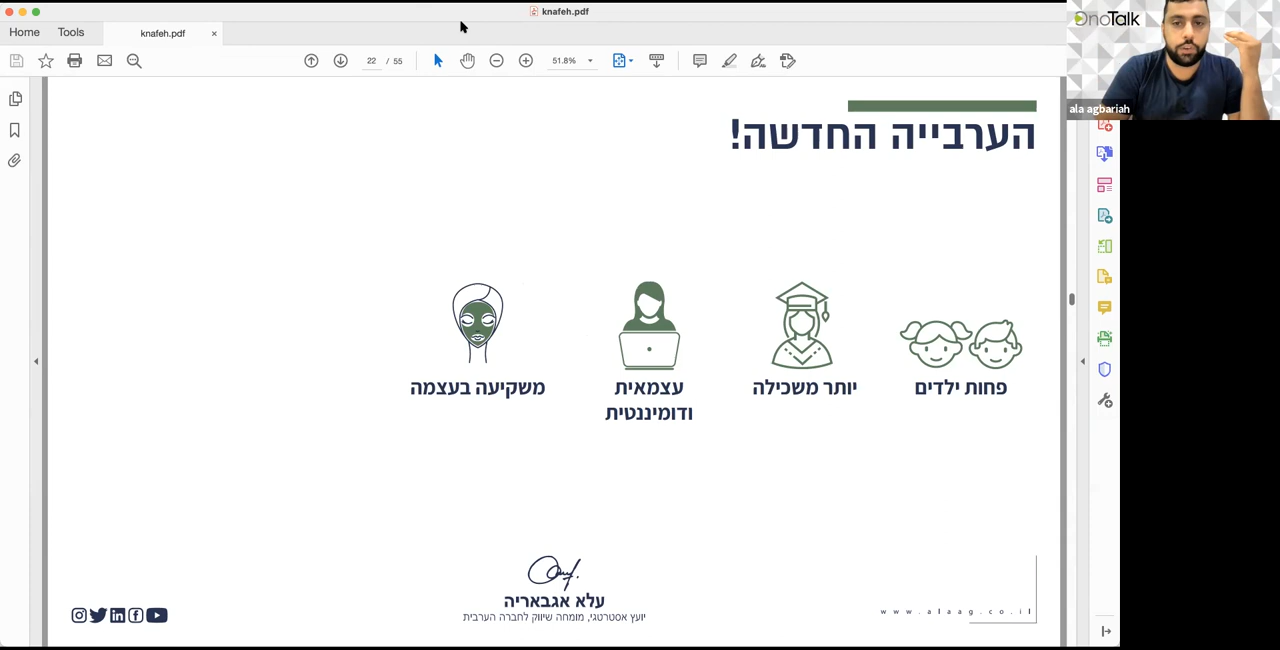 knafeh.pdf
Home
Tools
knafeh.pdf
22 / 55
51.8%
OnoTalk
ala agbariah
הערבייה החדשה!
פחות ילדים
יותר משכילה
עצמאית
ודומיננטית
משקיעה בעצמה
עלא אגבאריה
יועץ אסטרטגי, מומחה שיווק לחברה הערבית
www.alaag.co.il